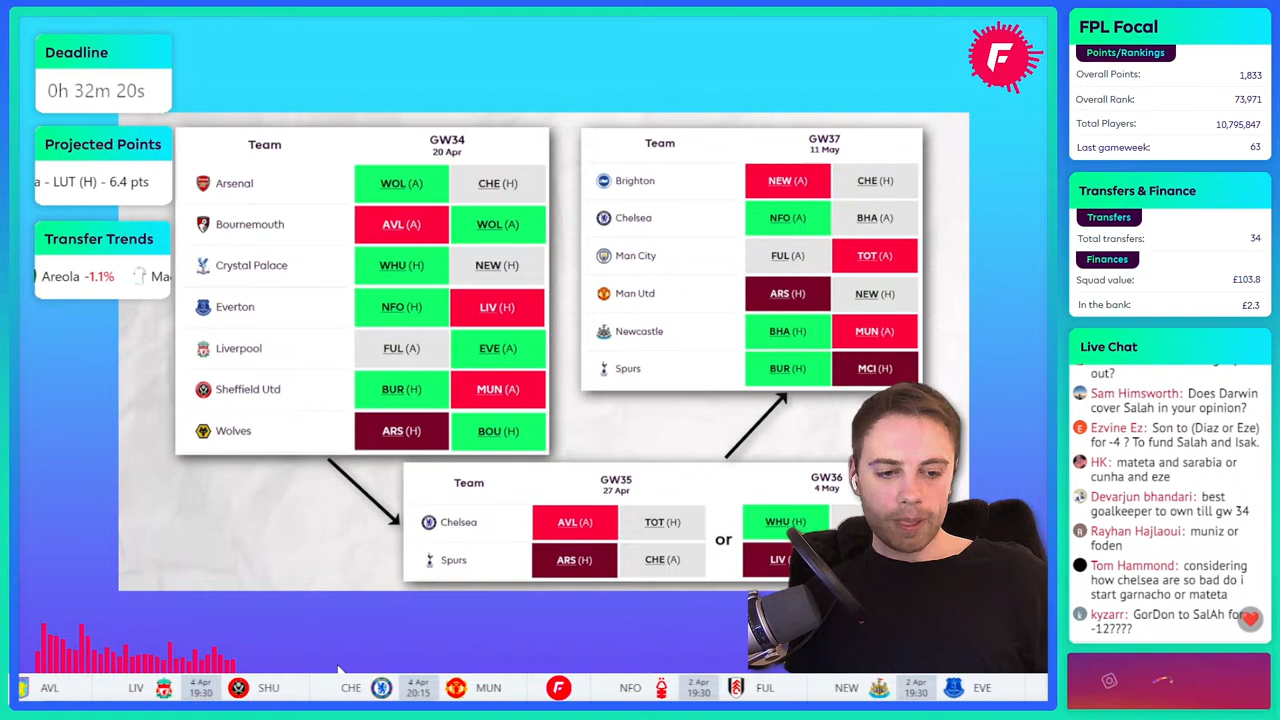 Deadline
0h 32m 20s
Projected Points
a - LUT (H) - 6.4 pts
Transfer Trends
Areola -1.1% Ma
Team GW34
20 Apr
Arsenal WOL (A) CHE (H)
Bournemouth AVL (A) WOL (A)
Crystal Palace WHU (H) NEW (H)
Everton NFO (H) LIV (H)
Liverpool FUL (A) EVE (A)
Sheffield Utd BUR (H) MUN (A)
Wolves ARS (H) BOU (H)
Team GW37
11 May
Brighton NEW (A) CHE (H)
Chelsea NFO (A) BHA (A)
Man City FUL (A) TOT (A)
Man Utd ARS (H) NEW (H)
Newcastle BHA (H) MUN (A)
Spurs BUR (H) MCI (H)
Team GW35
27 Apr
Chelsea AVL (A) TOT (H)
Spurs ARS (H) CHE (A)
or
GW36
4 May
WHU (H)
LIV
F
FPL Focal
Points/Rankings
Overall Points: 1,833
Overall Rank: 73,971
Total Players: 10,795,847
Last gameweek: 63
Transfers & Finance
Transfers
Total transfers: 34
Finances
Squad value: £103.8
In the bank: £2.3
Live Chat
out?
Sam Himsworth: Does Darwin
cover Salah in your opinion?
Ezvine Ez: Son to (Diaz or Eze)
for -4 ? To fund Salah and Isak.
HK: mateta and sarabia or
cunha and eze
Devarjun bhandari: best
goalkeeper to own till gw 34
Rayhan Hajlaoui: muniz or
foden
Tom Hammond: considering
how chelsea are so bad do i
start garnacho or mateta
kyzarr: GorDon to SalAh for
-12????
AVL LIV 4 Apr 19:30 SHU CHE 4 Apr 20:15 MUN F NFO 2 Apr 19:30 FUL NEW 2 Apr 19:30 EVE